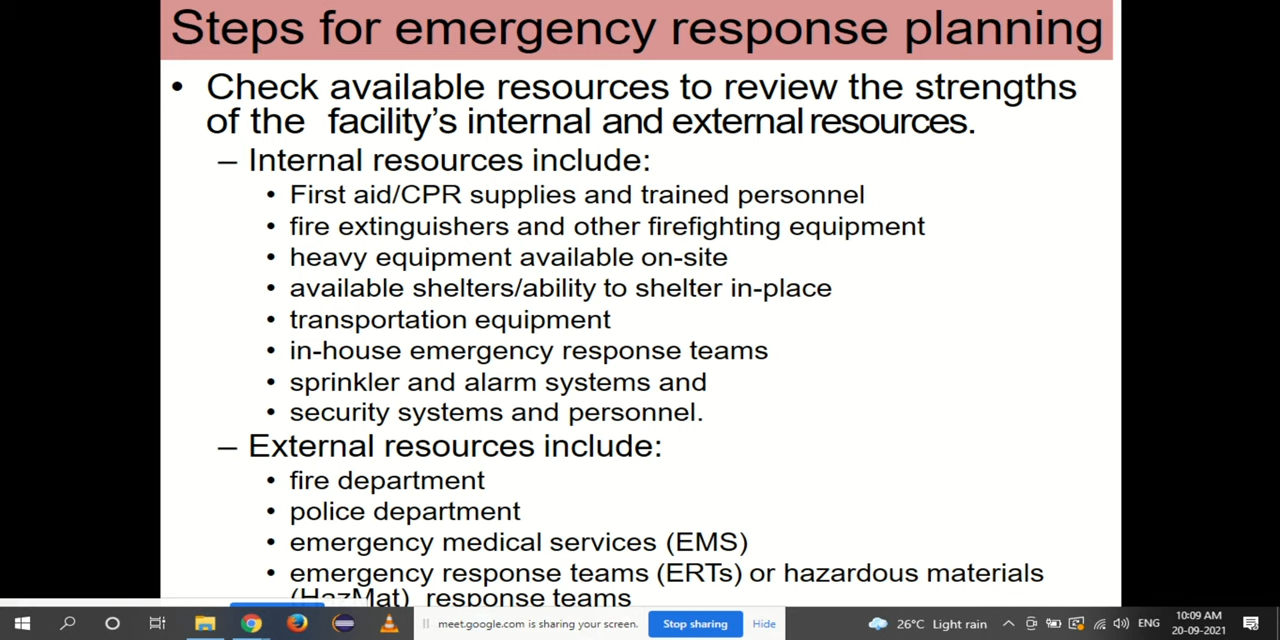 Steps for emergency response planning
• Check available resources to review the strengths
of the facility's internal and external resources.
– Internal resources include:
• First aid/CPR supplies and trained personnel
• fire extinguishers and other firefighting equipment
• heavy equipment available on-site
• available shelters/ability to shelter in-place
• transportation equipment
• in-house emergency response teams
• sprinkler and alarm systems and
• security systems and personnel.
– External resources include:
• fire department
• police department
• emergency medical services (EMS)
• emergency response teams (ERTs) or hazardous materials
(HazMat) response teams
meet.google.com is sharing your screen. Stop sharing Hide
26°C Light rain ENG 10:09 AM
20-09-2021